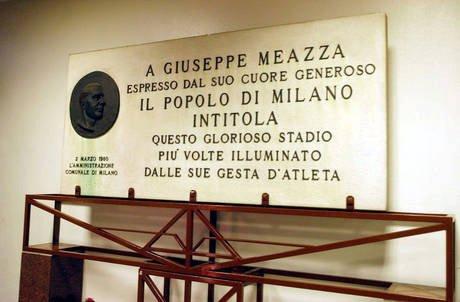 A GIUSEPPE MEAZZA
ESPRESSO DAL SUO CUORE GENEROSO
IL POPOLO DI MILANO
INTITOLA
QUESTO GLORIOSO STADIO
PIU' VOLTE ILLUMINATO
DALLE SUE GESTA D'ATLETA
2 MARZO 1980
L'AMMINISTRAZIONE
COMUNALE DI MILANO